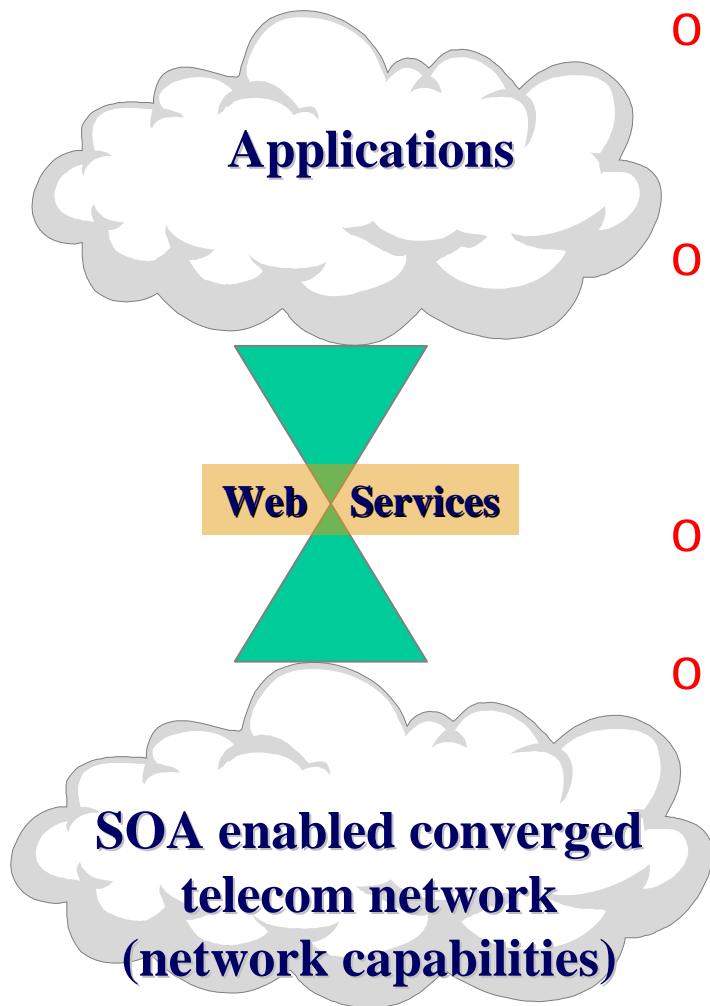 o
Applications
o
Web Services
o
o
SOA enabled converged
telecom network
(network capabilities)